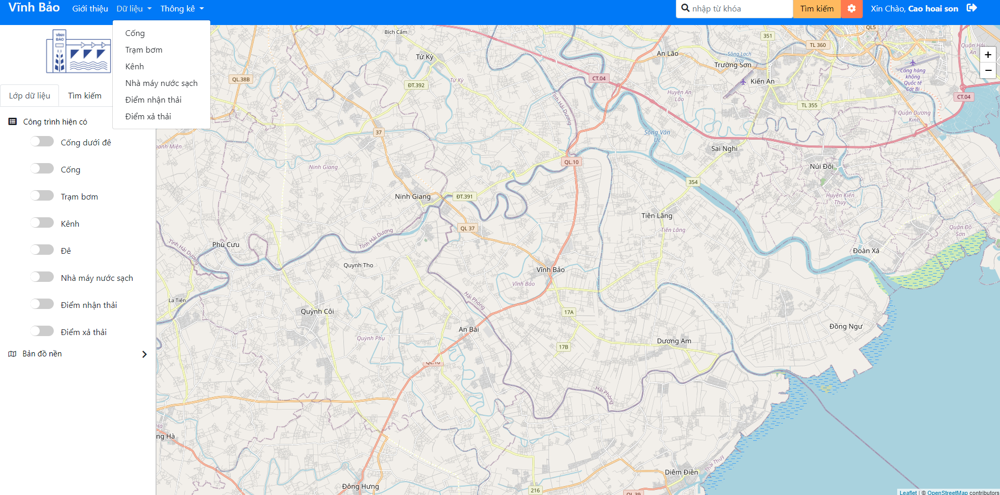 Vĩnh Bảo
Giới thiệu
Dữ liệu
Thông kê
nhập từ khóa
Tìm kiếm
Xin Chào, Cao hoai son
Cống
Trạm bơm
Kênh
Nhà máy nước sạch
Điểm nhận thải
Điểm xả thải
VĨNH
BẢO
Lớp dữ liệu
Tìm kiếm
Công trình hiện có
Cống dưới đê
Cống
Trạm bơm
Kênh
Đê
Nhà máy nước sạch
Điểm nhận thải
Điểm xả thải
Bản đồ nền
+
−
Bích Cẩm
351
QL5
TL 360
Quán Hải
An
An Lão
Sông Lạch
Tray
Trường Sơn
Tứ Kỳ
Cảng hàng
không
Quốc tế
Cát Bi
QL.38B
ĐT.392
Tứ Kỳ
CT.04
Kiến An
Huyện An
Lão
CT.04
TL 355
Quận Dương
Kinh
Tỉnh Hải Dương
37
Sông Văn
Úc
hanh Miện
Sai Nghi
Ninh Giang
QL.10
Núi Đối
354
Ninh Giang
ĐT.391
Huyện Kiến
Thuy
Tiên Lãng
Tiên Lãng
QL 37
Quận Đồ
Sơn
Tỉnh Hải Dương
Phù Cưu
Tỉnh Hải Dương
Đoàn Xá
Quynh Tho
Vĩnh Bảo
Vĩnh Bảo
La Tiến
Hải Phòng
Quỳnh Côi
17A
An Bài
Đồng Ngư
Quỳnh Phụ
17B
Dương Am
QL.10
Hải Phòng
Hà
ng Hà
Thái Thụy
Diêm Điền
Đông Hưng
216
QL.39
Leaflet | © OpenStreetMap contributors